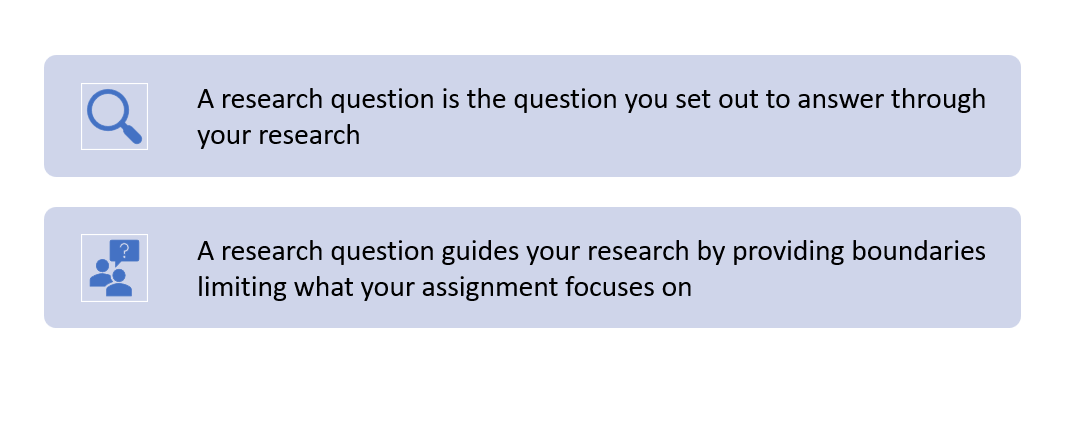 A research question is the question you set out to answer through
your research
?
A research question guides your research by providing boundaries
limiting what your assignment focuses on